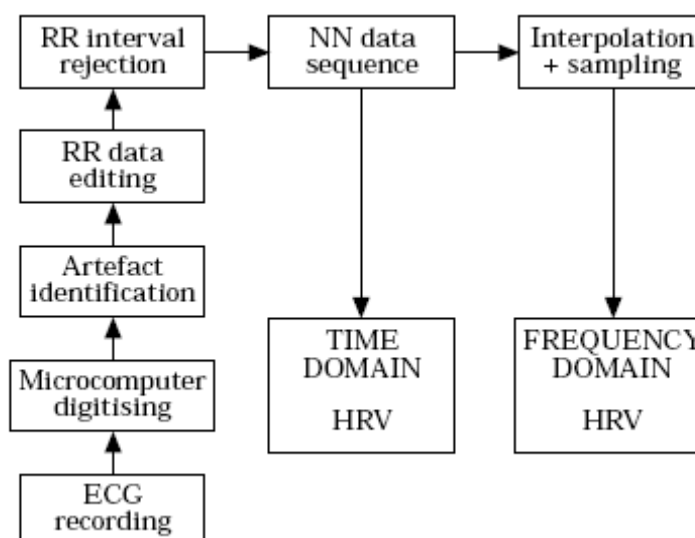 RR interval
rejection
NN data
sequence
Interpolation
+ sampling
RR data
editing
Artefact
identification
Microcomputer
digitising
ECG
recording
TIME
DOMAIN
HRV
FREQUENCY
DOMAIN
HRV